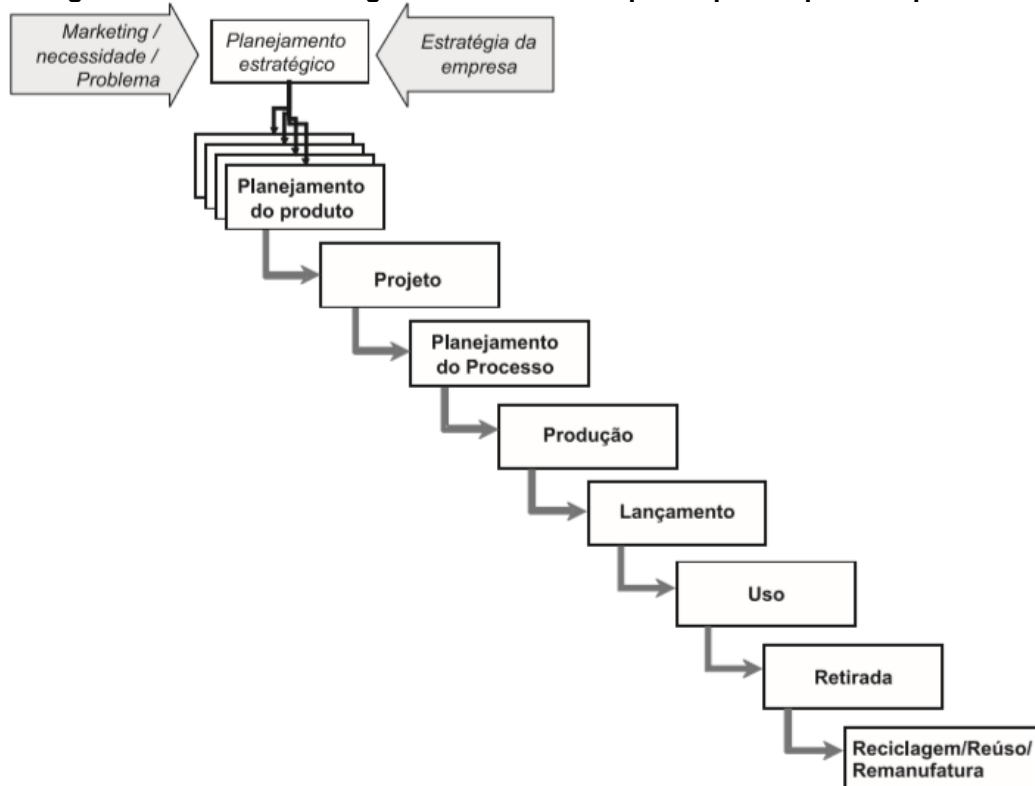 Marketing /
necessidade /
Problema
Planejamento
estratégico
Estratégia da
empresa
Planejamento
do produto
Projeto
Planejamento
do Processo
Produção
Lançamento
Uso
Retirada
Reciclagem/Reúso/
Remanufatura